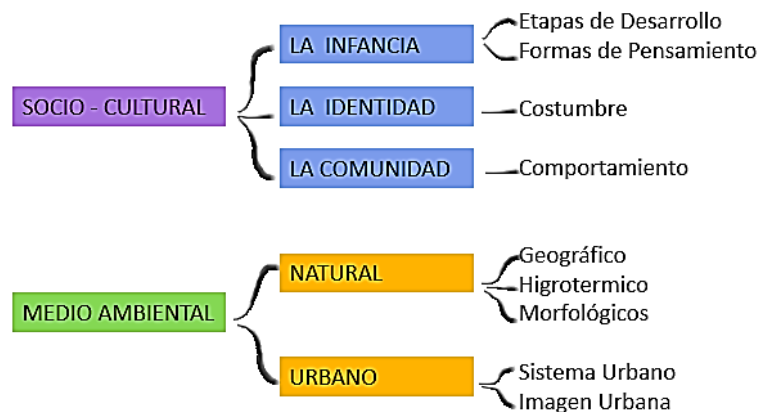 SOCIO - CULTURAL
LA INFANCIA
Etapas de Desarrollo
Formas de Pensamiento
LA IDENTIDAD
Costumbre
LA COMUNIDAD
Comportamiento
MEDIO AMBIENTAL
NATURAL
Geográfico
Higrotermico
Morfológicos
URBANO
Sistema Urbano
Imagen Urbana